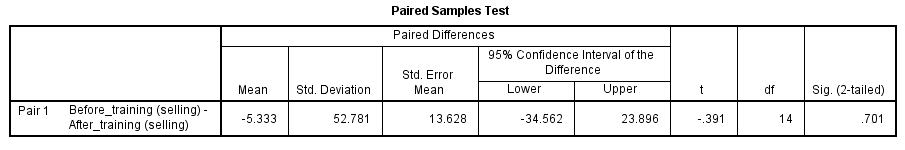 Paired Samples Test
Paired Differences
95% Confidence Interval of the
Difference
Std. Error
Mean
Mean Std. Deviation Lower Upper t df Sig. (2-tailed)
Pair 1 Before_training (selling) -
After_training (selling)
-5.333 52.781 13.628 -34.562 23.896 -.391 14 .701